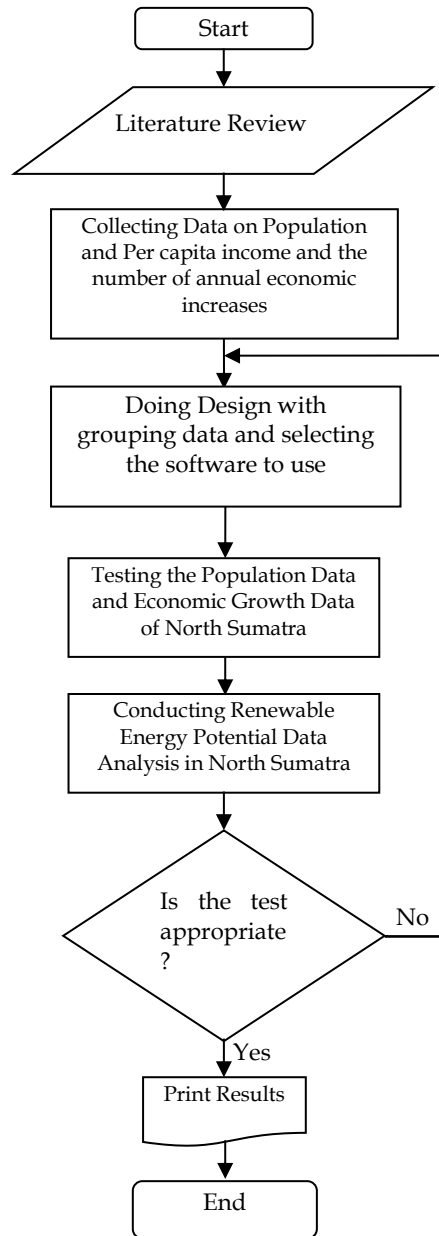 Start
Literature Review
Collecting Data on Population
and Per capita income and the
number of annual economic
increases
Doing Design with
grouping data and selecting
the software to use
Testing the Population Data
and Economic Growth Data
of North Sumatra
Conducting Renewable
Energy Potential Data
Analysis in North Sumatra
Is the test
appropriate
?
No
Yes
Print Results
End